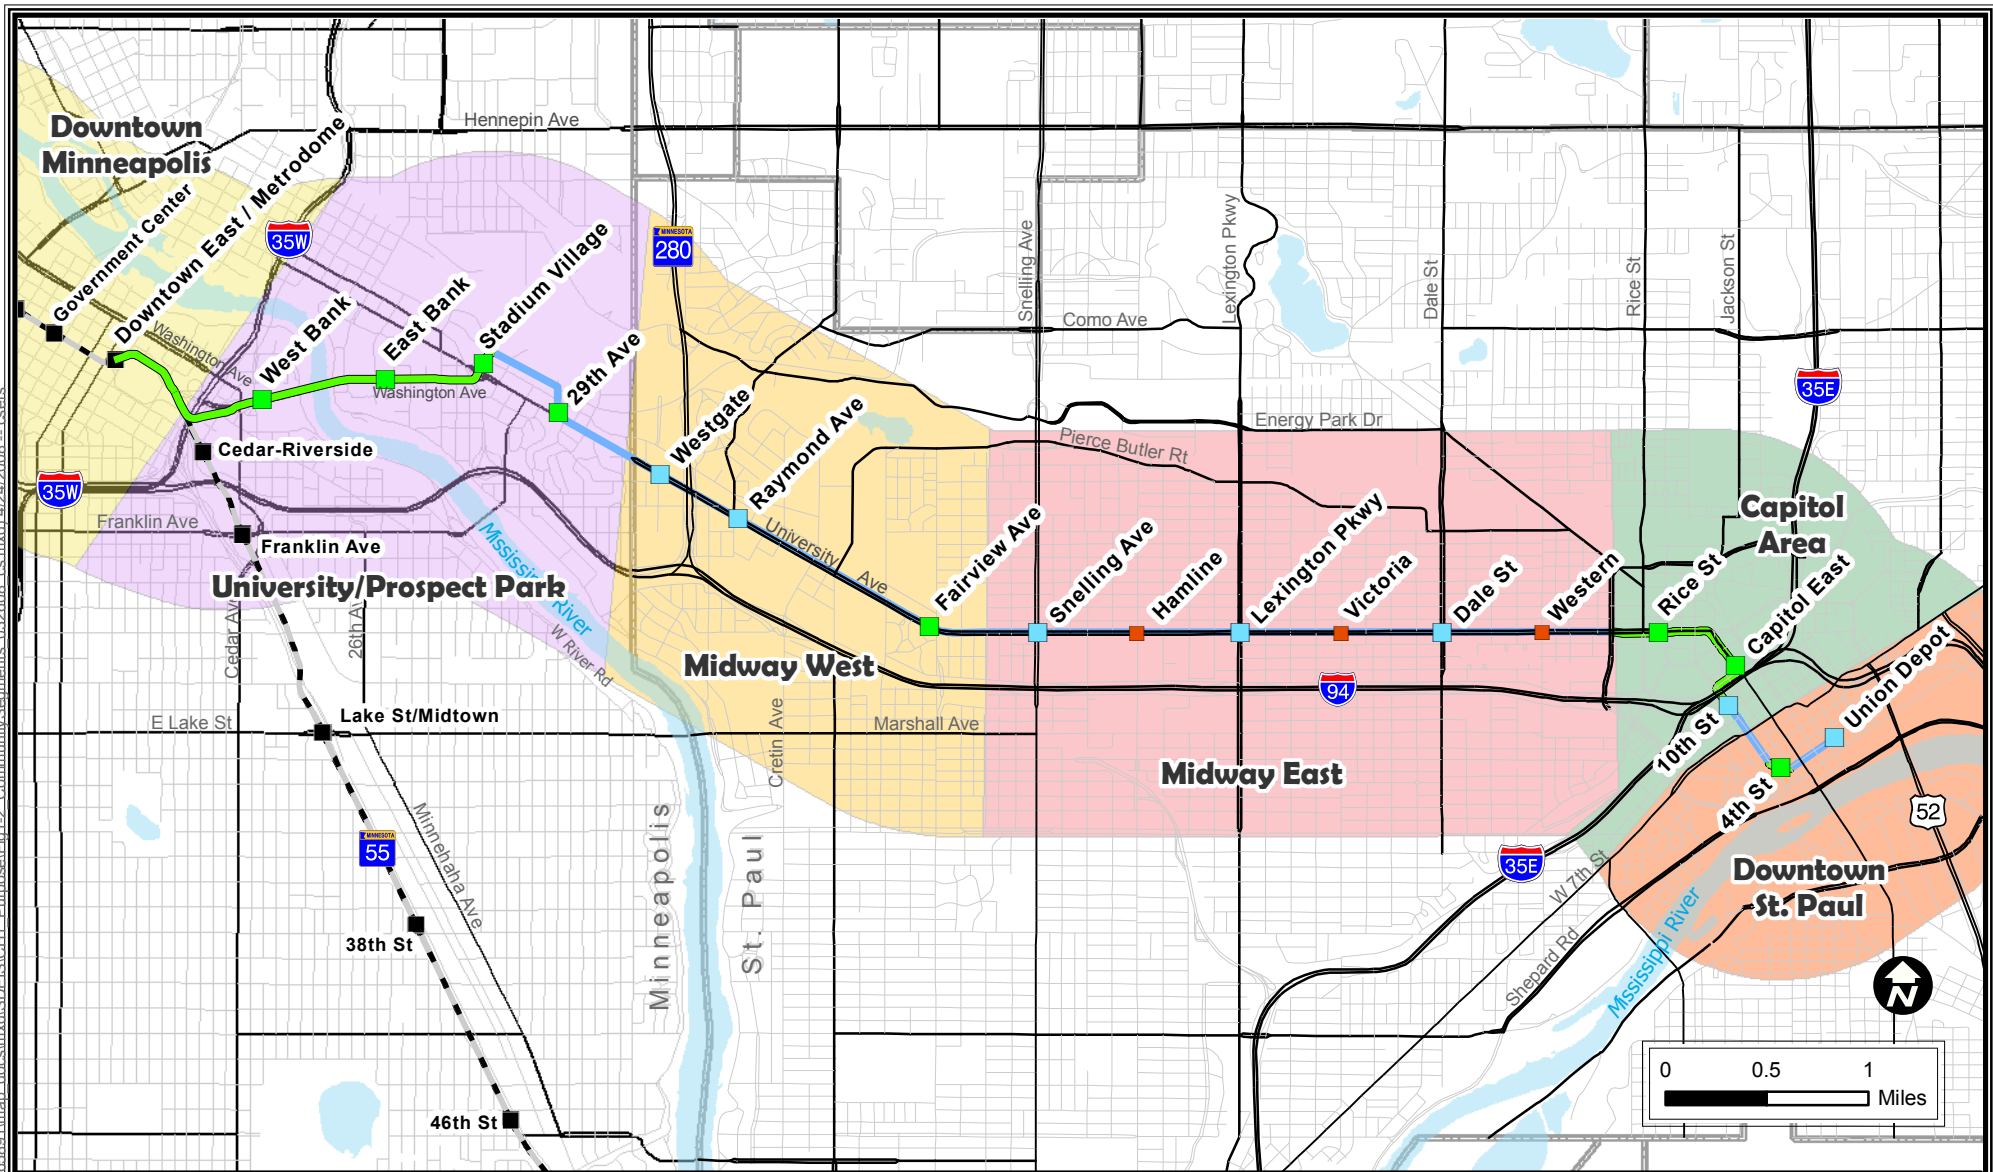 Hennepin Ave
Downtown
Minneapolis
Government Center
Downtown East / Metrodome
35W
West Bank
East Bank
Stadium Village
29th Ave
MINNESOTA
280
Washington Ave
Washington Ave
Cedar-Riverside
35W
Franklin Ave
Franklin Ave
University/Prospect Park
Mississippi River
Cedar Ave
26th Av
W River Rd
E Lake St
Lake St/Midtown
MINNESOTA
55
Minnehaha Ave
38th St
46th St
Minneapolis
St. Paul
Westgate
Raymond Ave
University Ave
Fairview Ave
Midway West
Cretin Ave
Marshall Ave
Snelling Ave
Lexington Pkwy
Dale St
Rice St
Jackson St
Como Ave
Energy Park Dr
Pierce Butler Rt
35E
Snelling Ave
Hamline
Lexington Pkwy
Victoria
Dale St
Western
Rice St
Capitol
Area
Capitol East
94
Midway East
10th St
4th St
Union Depot
52
35E
W 7th St
Shepard Rd
Mississippi River
Downtown
St. Paul
N
0 0.5 1
Miles